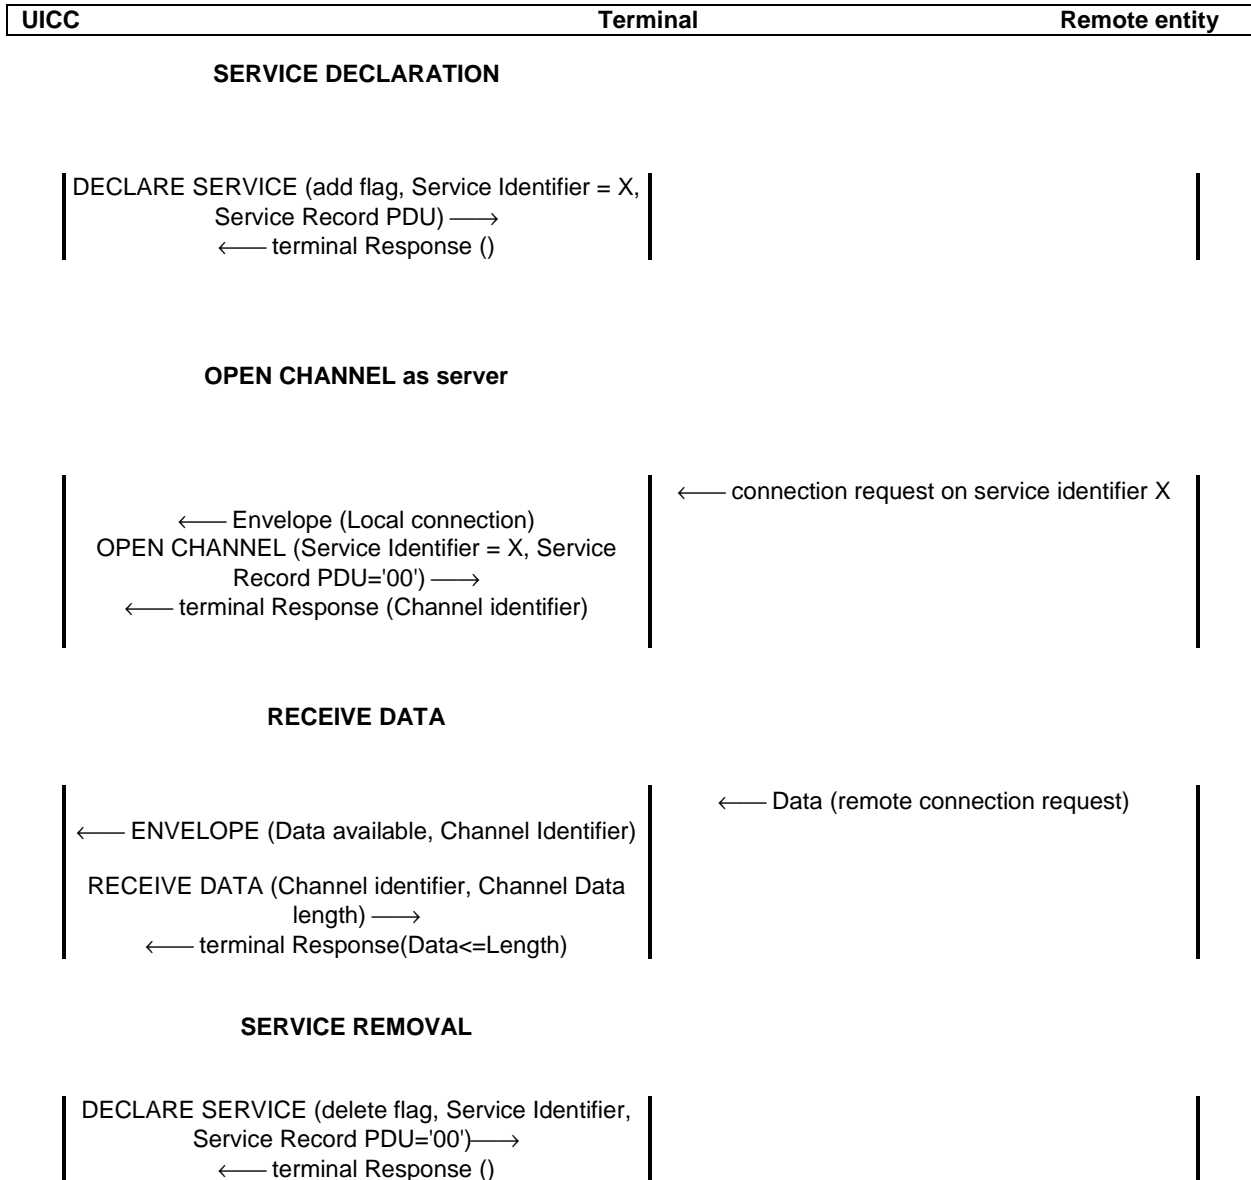 UICC Terminal Remote entity
SERVICE DECLARATION
DECLARE SERVICE (add flag, Service Identifier = X,
Service Record PDU) ⟶
⟵ terminal Response ()
OPEN CHANNEL as server
⟵ connection request on service identifier X
⟵ Envelope (Local connection)
OPEN CHANNEL (Service Identifier = X, Service
Record PDU='00') ⟶
⟵ terminal Response (Channel identifier)
RECEIVE DATA
⟵ Data (remote connection request)
⟵ ENVELOPE (Data available, Channel Identifier)
RECEIVE DATA (Channel identifier, Channel Data
length) ⟶
⟵ terminal Response(Data<=Length)
SERVICE REMOVAL
DECLARE SERVICE (delete flag, Service Identifier,
Service Record PDU='00')⟶
⟵ terminal Response ()